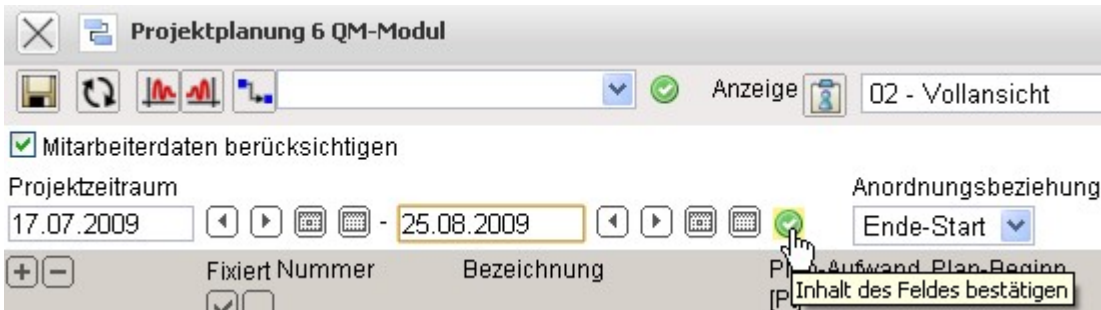 Projektplanung 6 QM-Modul
Anzeige 02 - Vollansicht
Mitarbeiterdaten berücksichtigen
Projektzeitraum Anordnungsbeziehung
17.07.2009 - 25.08.2009 Ende-Start
Fixiert Nummer Bezeichnung Plan-Aufwand Plan-Beginn
Inhalt des Feldes bestätigen